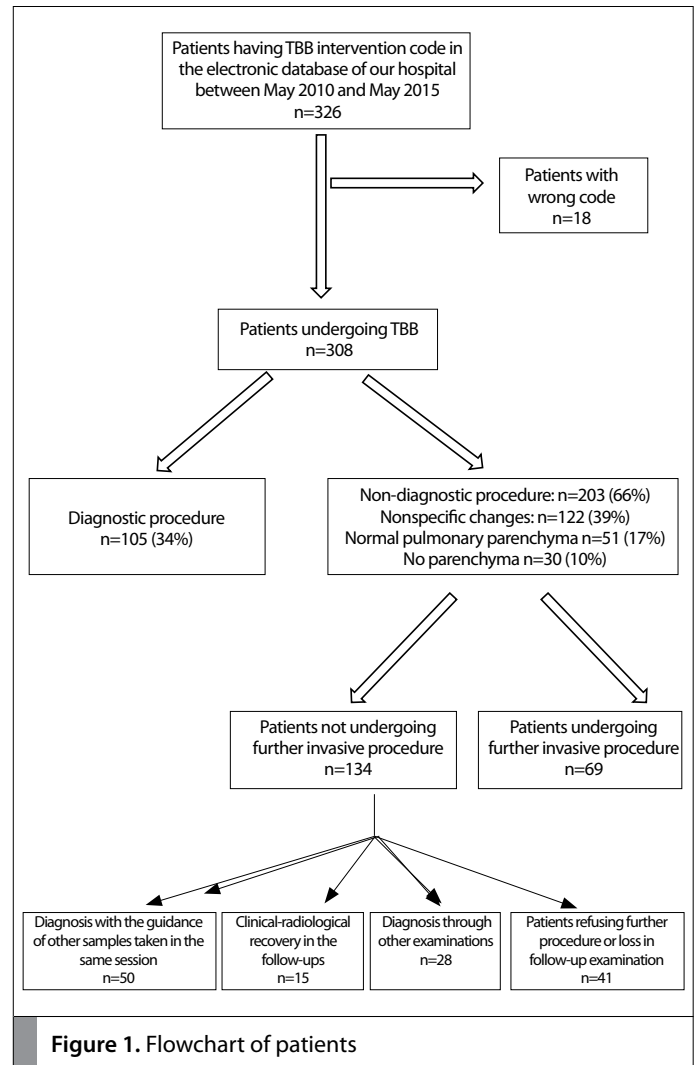 Patients having TBB intervention code in
the electronic database of our hospital
between May 2010 and May 2015
n=326
Patients with
wrong code
n=18
Patients undergoing TBB
n=308
Diagnostic procedure
n=105 (34%)
Non-diagnostic procedure: n=203 (66%)
Nonspecific changes: n=122 (39%)
Normal pulmonary parenchyma n=51 (17%)
No parenchyma n=30 (10%)
Patients not undergoing
further invasive procedure
n=134
Patients undergoing
further invasive procedure
n=69
Diagnosis with the guidance
of other samples taken in the
same session
n=50
Clinical-radiological
recovery in the
follow-ups
n=15
Diagnosis through
other examinations
n=28
Patients refusing further
procedure or loss in
follow-up examination
n=41
Figure 1. Flowchart of patients